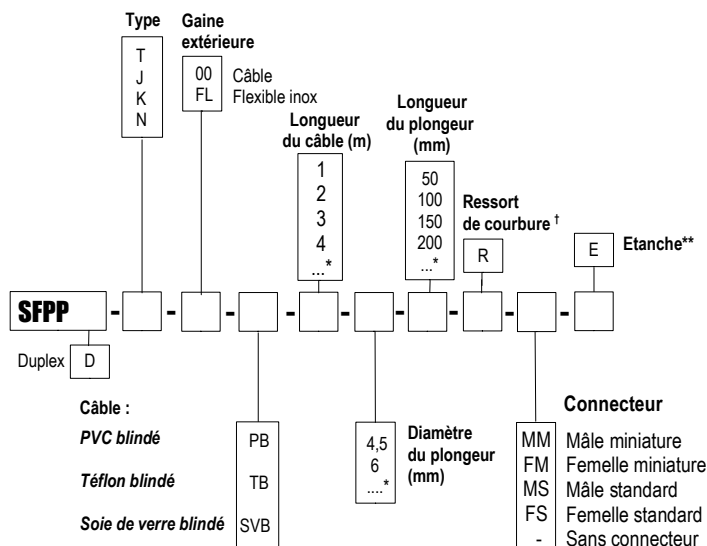 Type
Gaine
extérieure
T
J
K
N
00 Câble
FL Flexible inox
Longueur
du câble (m)
1
2
3
4
...*
Longueur
du plongeur
(mm)
50
100
150
200
...*
Ressort
de courbure †
R
E
Etanche**
SFPP - - - - - - - -
Duplex D
Câble :
PVC blindé PB
Téflon blindé TB
Soie de verre blindé SVB
4,5
6
....*
Diamètre
du plongeur
(mm)
Connecteur
MM Mâle miniature
FM Femelle miniature
MS Mâle standard
FS Femelle standard
- Sans connecteur